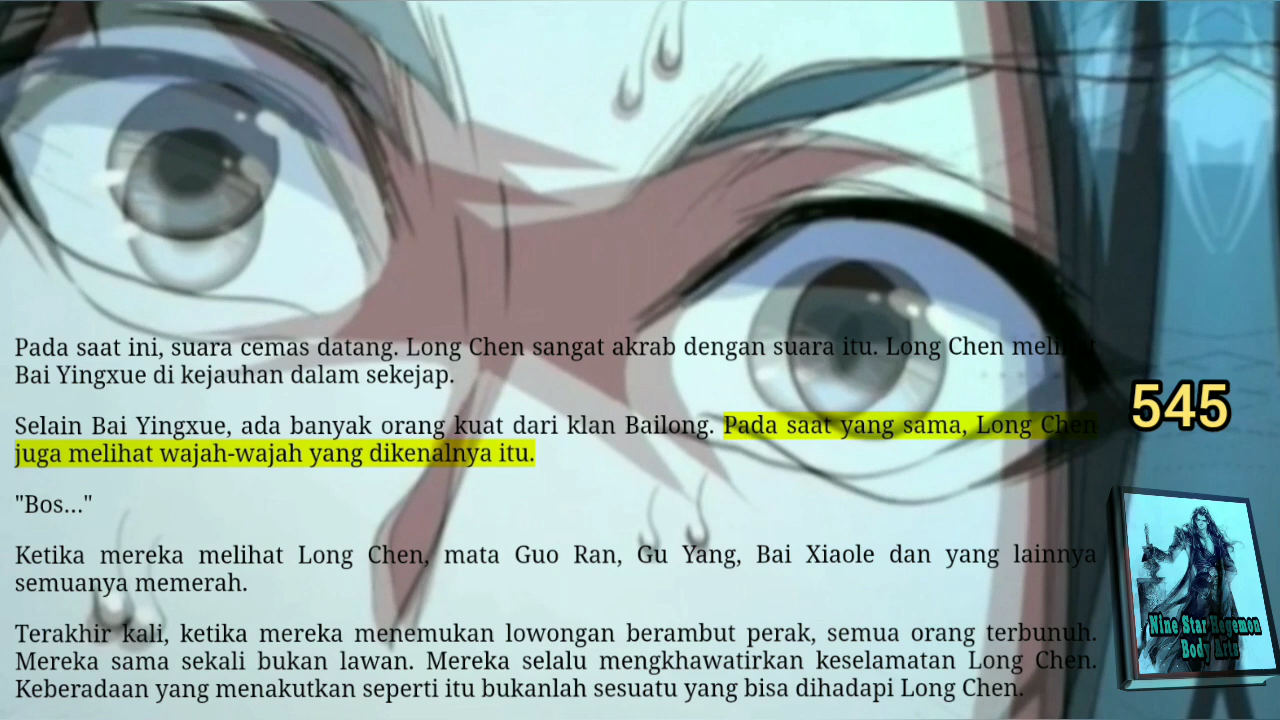 Pada saat ini, suara cemas datang. Long Chen sangat akrab dengan suara itu. Long Chen melihat
Bai Yingxue di kejauhan dalam sekejap.
Selain Bai Yingxue, ada banyak orang kuat dari klan Bailong. Pada saat yang sama, Long Chen
juga melihat wajah-wajah yang dikenalnya itu.
"Bos..."
Ketika mereka melihat Long Chen, mata Guo Ran, Gu Yang, Bai Xiaole dan yang lainnya
semuanya memerah.
Terakhir kali, ketika mereka menemukan lowongan berambut perak, semua orang terbunuh.
Mereka sama sekali bukan lawan. Mereka selalu mengkhawatirkan keselamatan Long Chen.
Keberadaan yang menakutkan seperti itu bukanlah sesuatu yang bisa dihadapi Long Chen.
545
Nine Star Hegemon
Body Arts